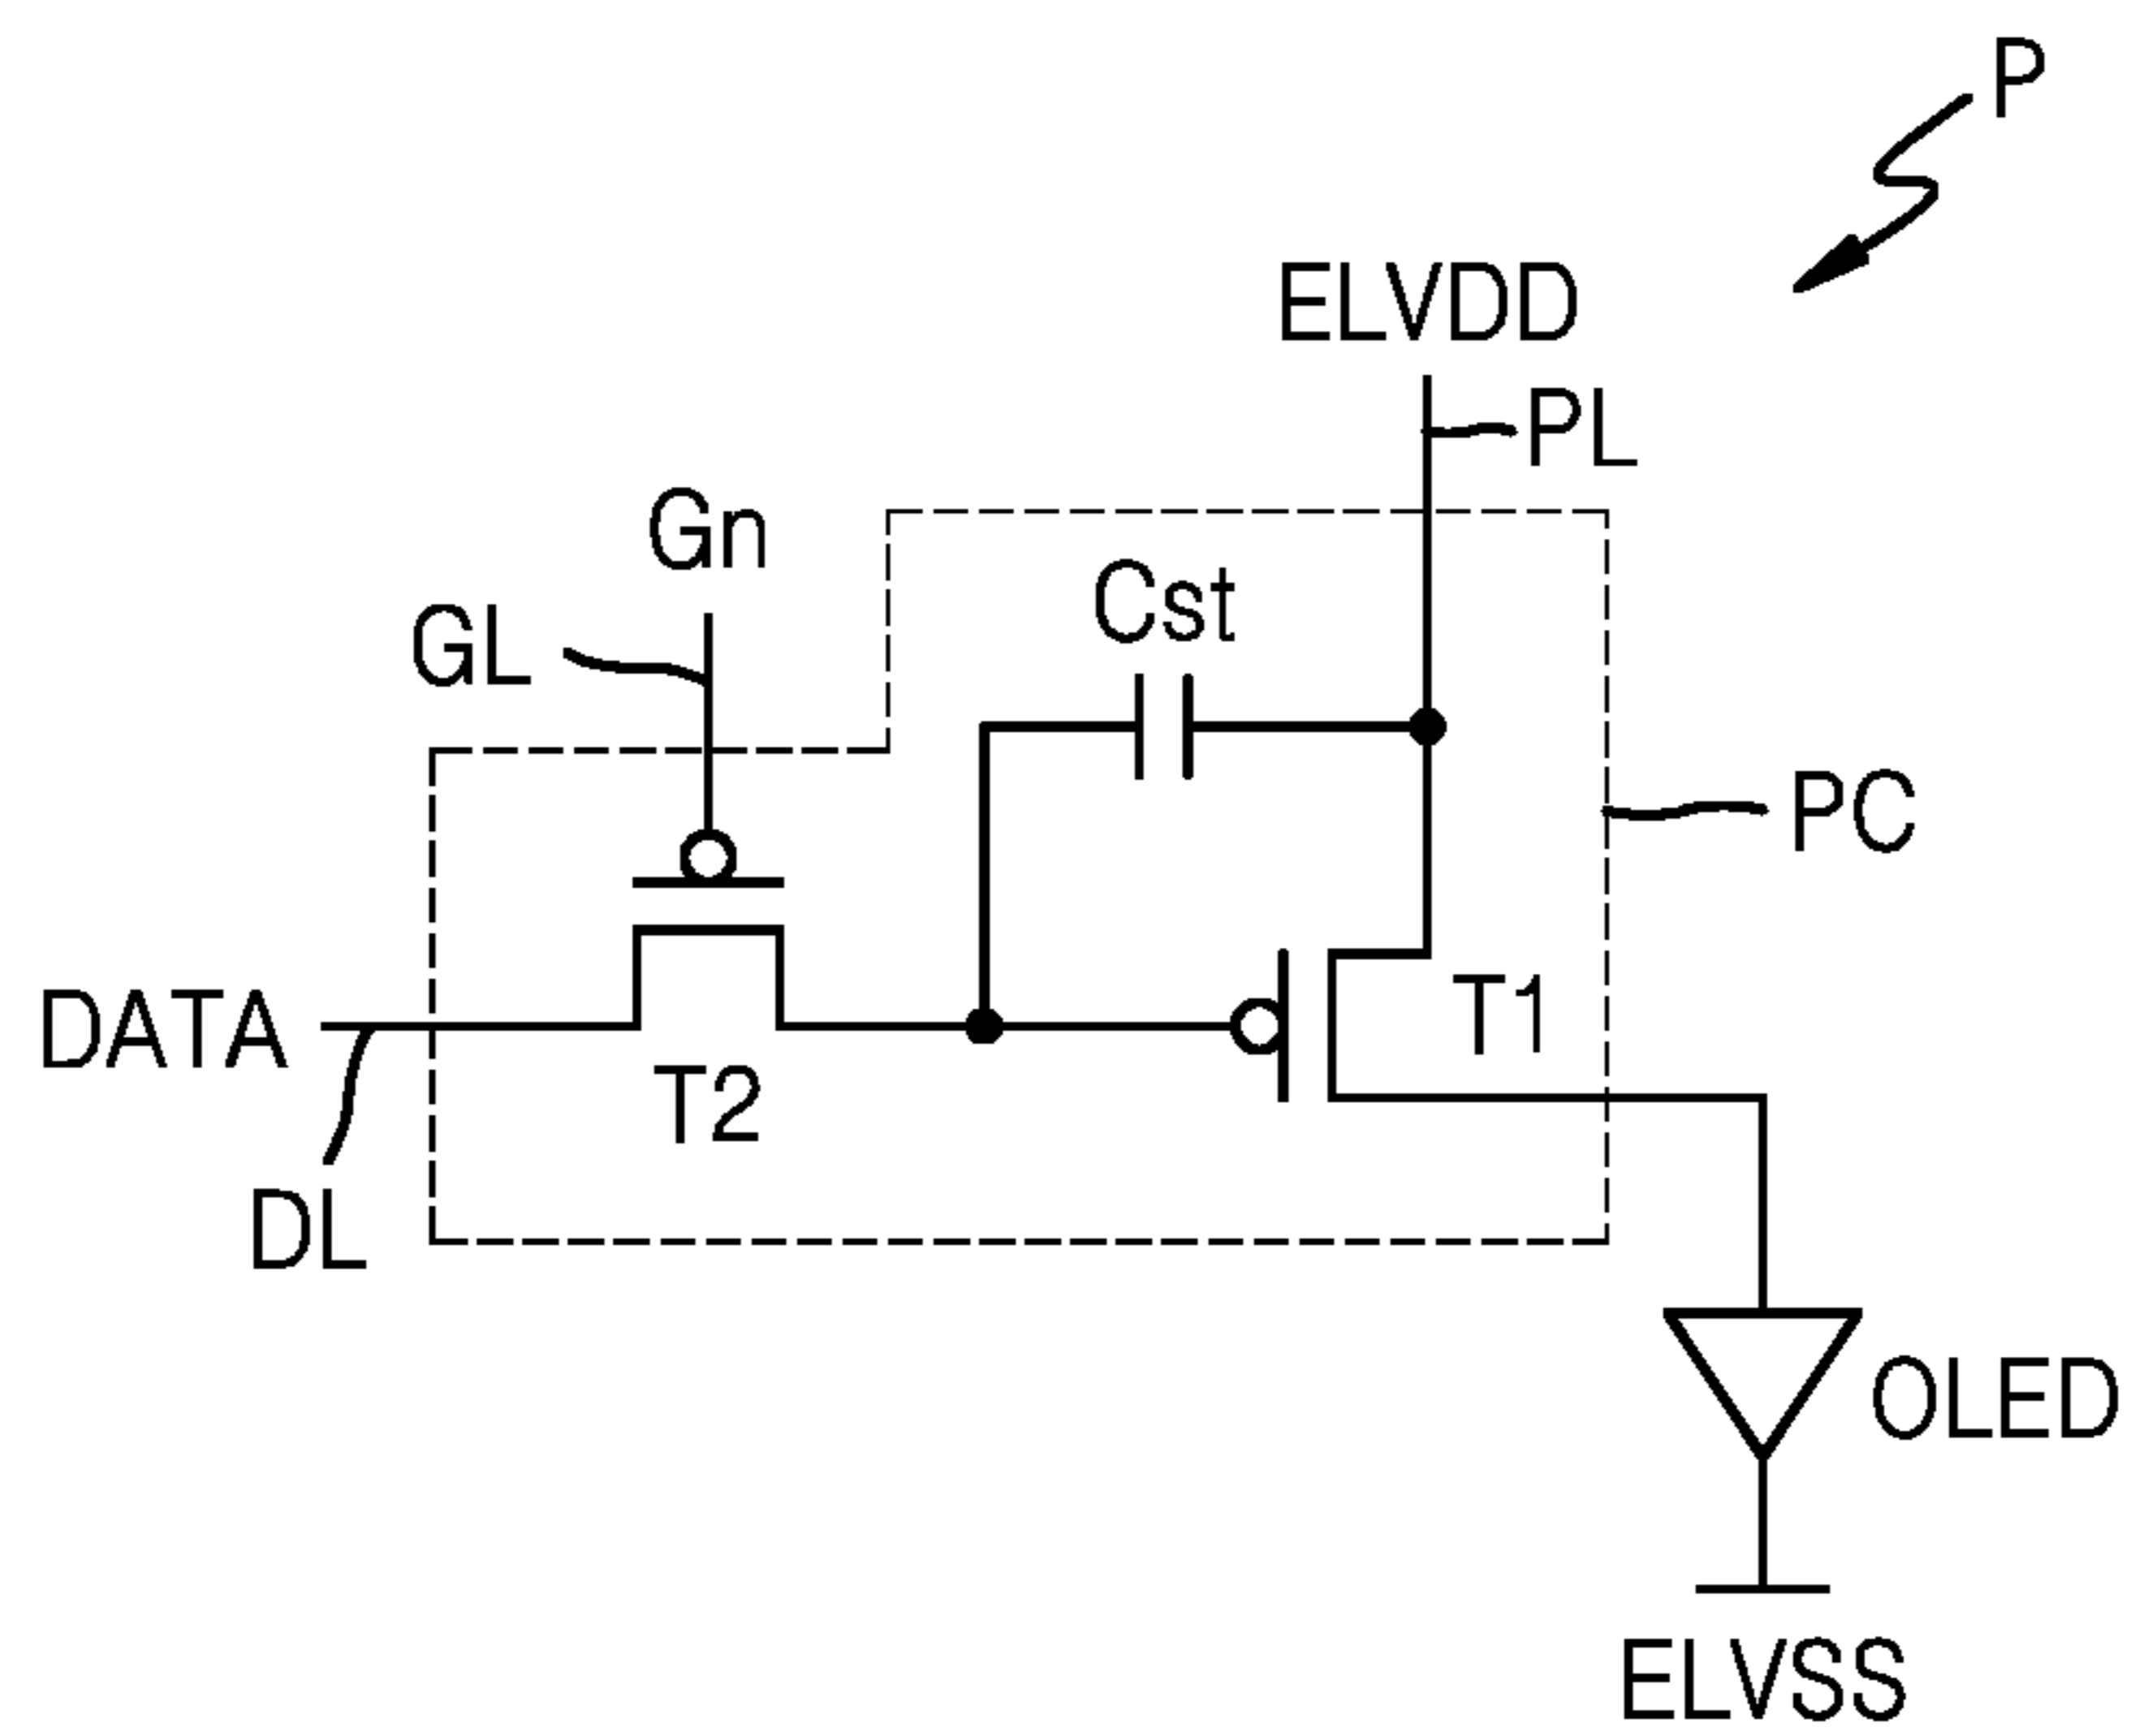 P
ELVDD
PL
Gn
GL
Cst
PC
DATA
T1
T2
DL
OLED
ELVSS